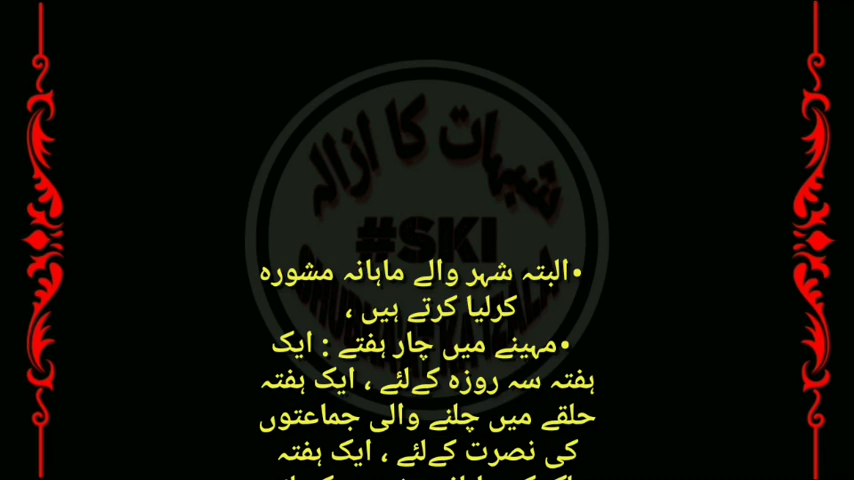 شبہات کا ازالہ
#SKI
•البتہ شہر والے ماہانہ مشورہ
کرلیا کرتے ہیں ،
•مہینے میں چار ہفتے : ایک
ہفتہ سہ روزہ کےلئے ، ایک ہفتہ
حلقے میں چلنے والی جماعتوں
کی نصرت کےلئے ، ایک ہفتہ